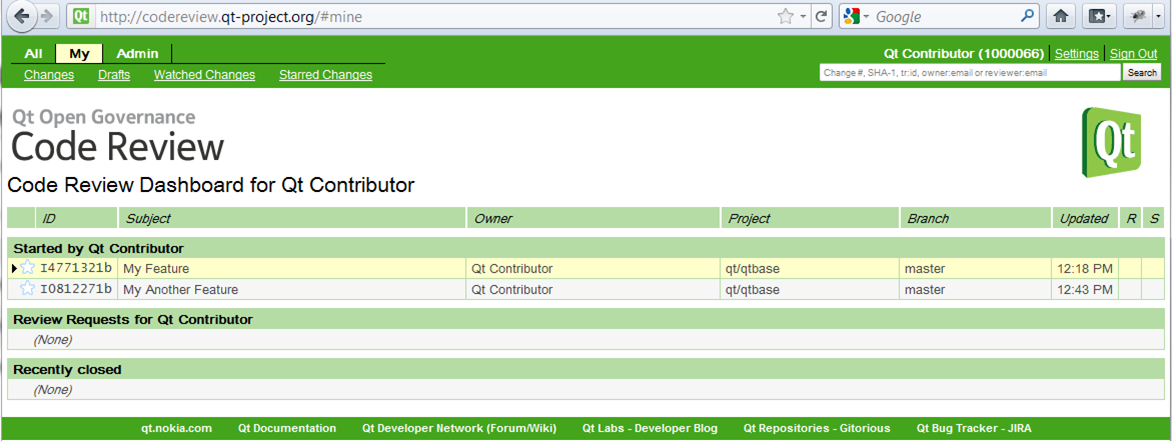 http://codereview.qt-project.org/#mine Google
All My Admin Qt Contributor (1000066) Settings Sign Out
Changes Drafts Watched Changes Starred Changes Change #, SHA-1, tr:id, owner:email or reviewer:email Search
Qt Open Governance
Code Review
Qt
Code Review Dashboard for Qt Contributor
ID Subject Owner Project Branch Updated R S
Started by Qt Contributor
I4771321b My Feature Qt Contributor qt/qtbase master 12:18 PM
I0812271b My Another Feature Qt Contributor qt/qtbase master 12:43 PM
Review Requests for Qt Contributor
(None)
Recently closed
(None)
qt.nokia.com Qt Documentation Qt Developer Network (Forum/Wiki) Qt Labs - Developer Blog Qt Repositories - Gitorious Qt Bug Tracker - JIRA